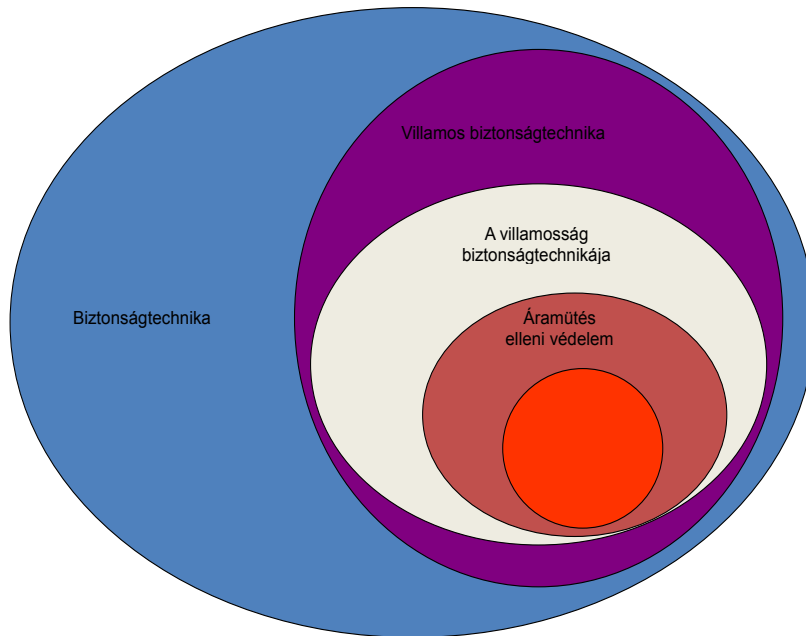 Villamos biztonságtechnika
A villamosság
biztonságtechnikája
Biztonságtechnika
Áramütés
elleni védelem